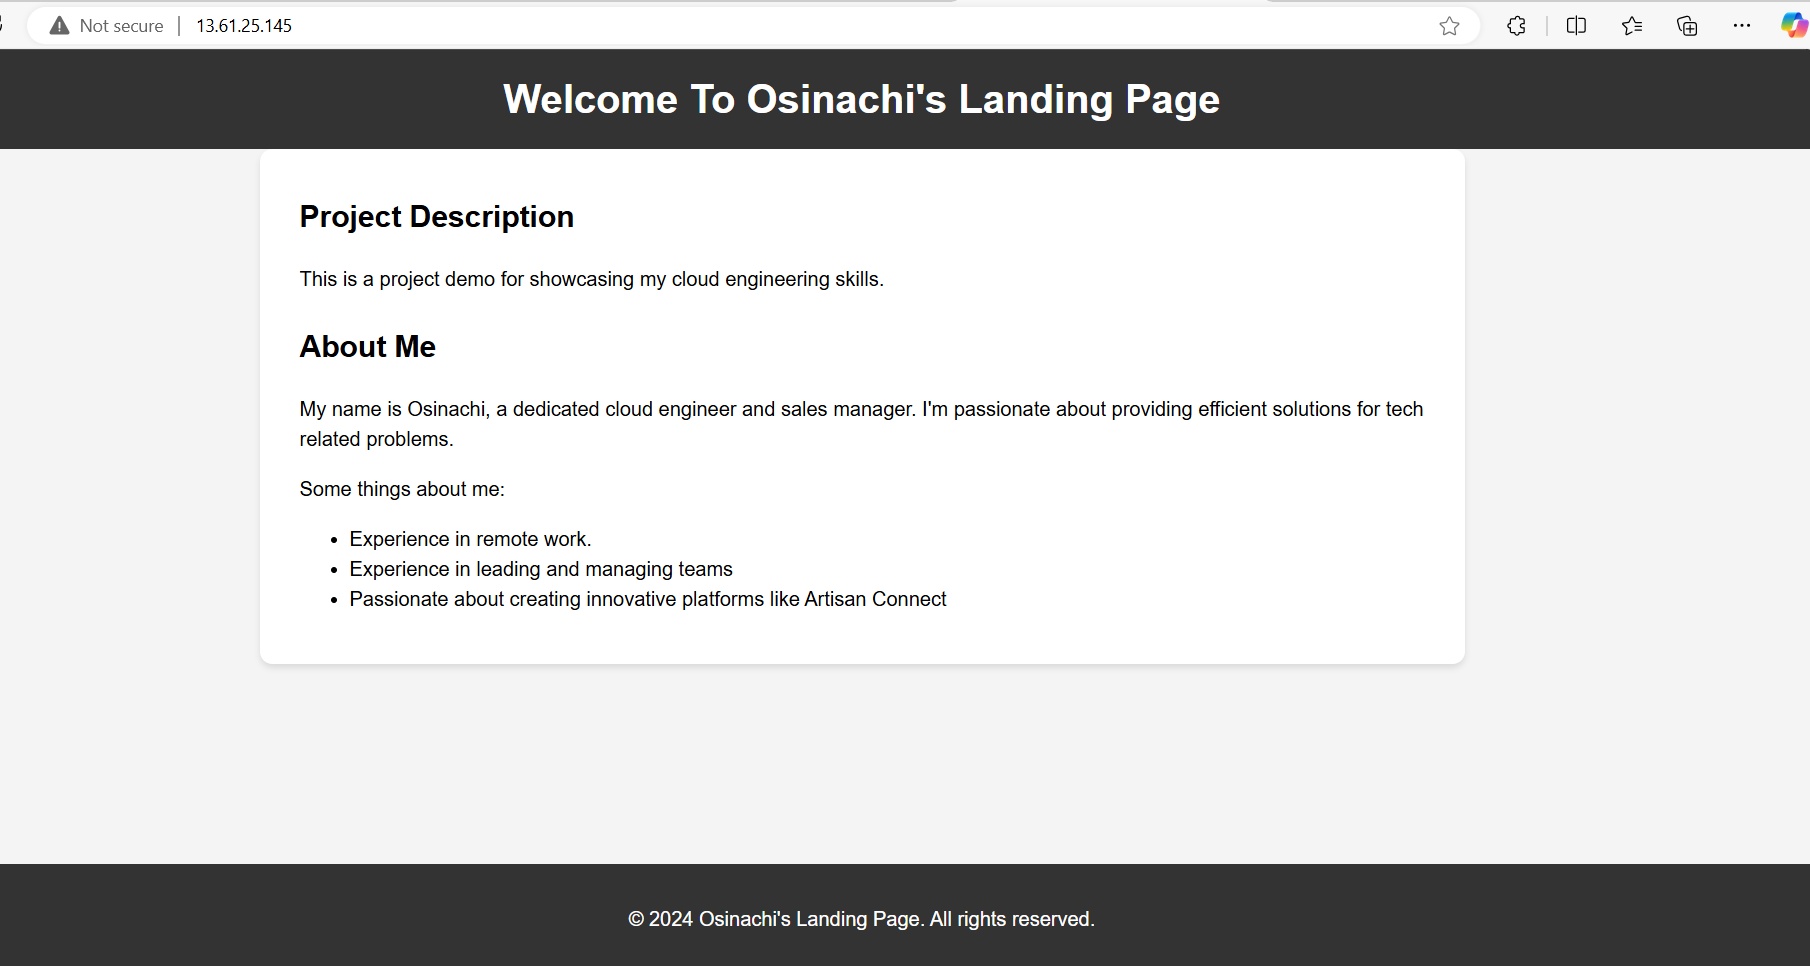 Not secure
13.61.25.145
Welcome To Osinachi's Landing Page
Project Description
This is a project demo for showcasing my cloud engineering skills.
About Me
My name is Osinachi, a dedicated cloud engineer and sales manager. I'm passionate about providing efficient solutions for tech
related problems.
Some things about me:
• Experience in remote work.
• Experience in leading and managing teams
• Passionate about creating innovative platforms like Artisan Connect
© 2024 Osinachi's Landing Page. All rights reserved.